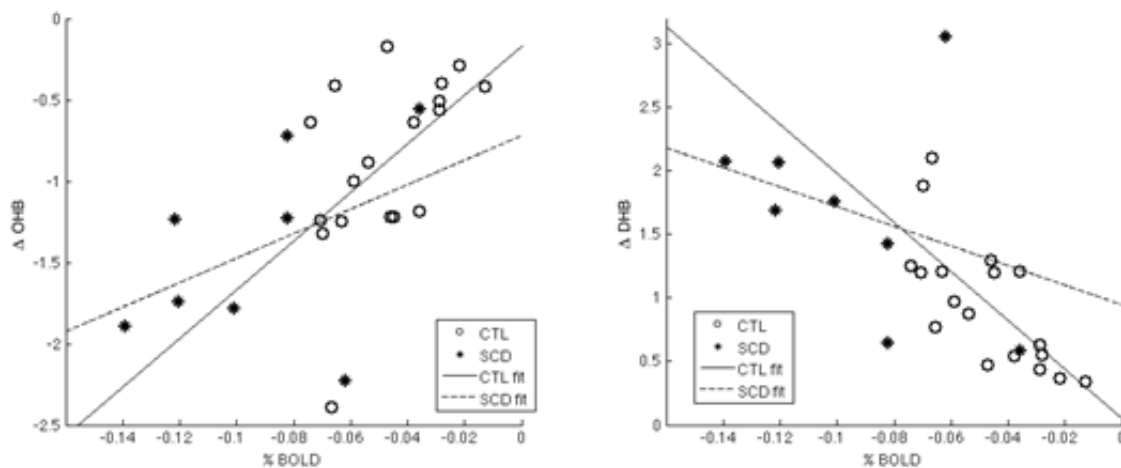 0
-0.5
-1
-1.5
-2
-2.5
Δ OHB
-0.14 -0.12 -0.1 -0.08 -0.06 -0.04 -0.02 0
% BOLD
CTL
SCD
CTL fit
SCD fit
3
2.5
2
1.5
1
0.5
0
Δ DHB
-0.14 -0.12 -0.1 -0.08 -0.06 -0.04 -0.02 0
% BOLD
CTL
SCD
CTL fit
SCD fit